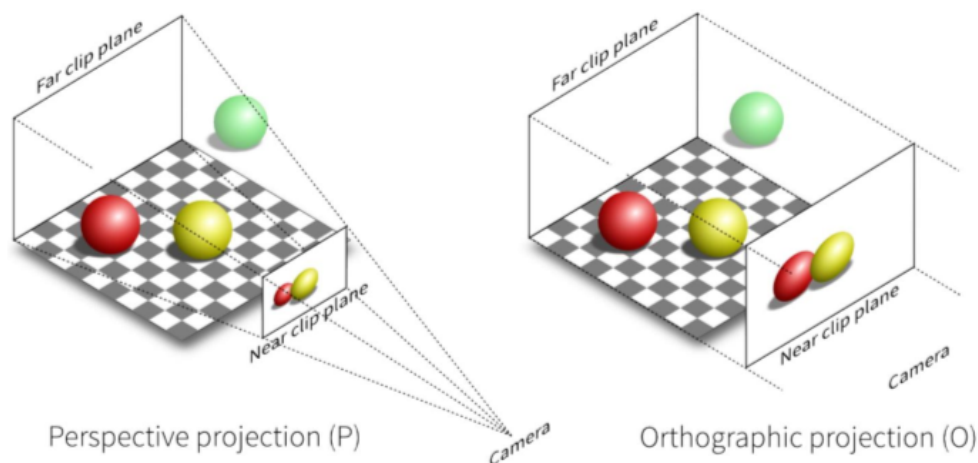 Far clip plane
Near clip plane
Camera
Perspective projection (P)
Far clip plane
Near clip plane
Camera
Orthographic projection (O)